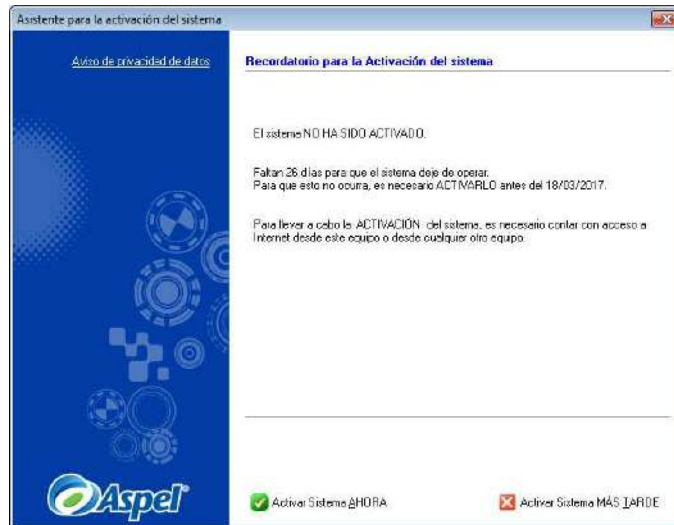 Asistente para la activación del sistema
Aviso de privacidad de datos
Recordatorio para la Activación del sistema
El sistema NO HA SIDO ACTIVADO.
Faltan 26 días para que el sistema deje de operar.
Para que esto no ocurra, es necesario ACTIVARLO antes del 18/03/2017.
Para llevar a cabo la ACTIVACIÓN del sistema, es necesario contar con acceso a
Internet desde este equipo o desde cualquier otro equipo.
Aspel
Activar Sistema AHORA
Activar Sistema MÁS TARDE